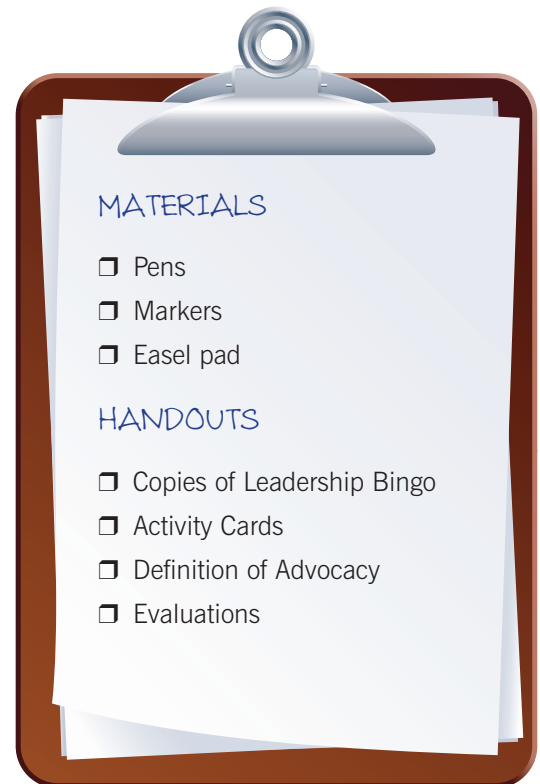 MATERIALS
❒ Pens
❒ Markers
❒ Easel pad
HANDOUTS
❒ Copies of Leadership Bingo
❒ Activity Cards
❒ Definition of Advocacy
❒ Evaluations